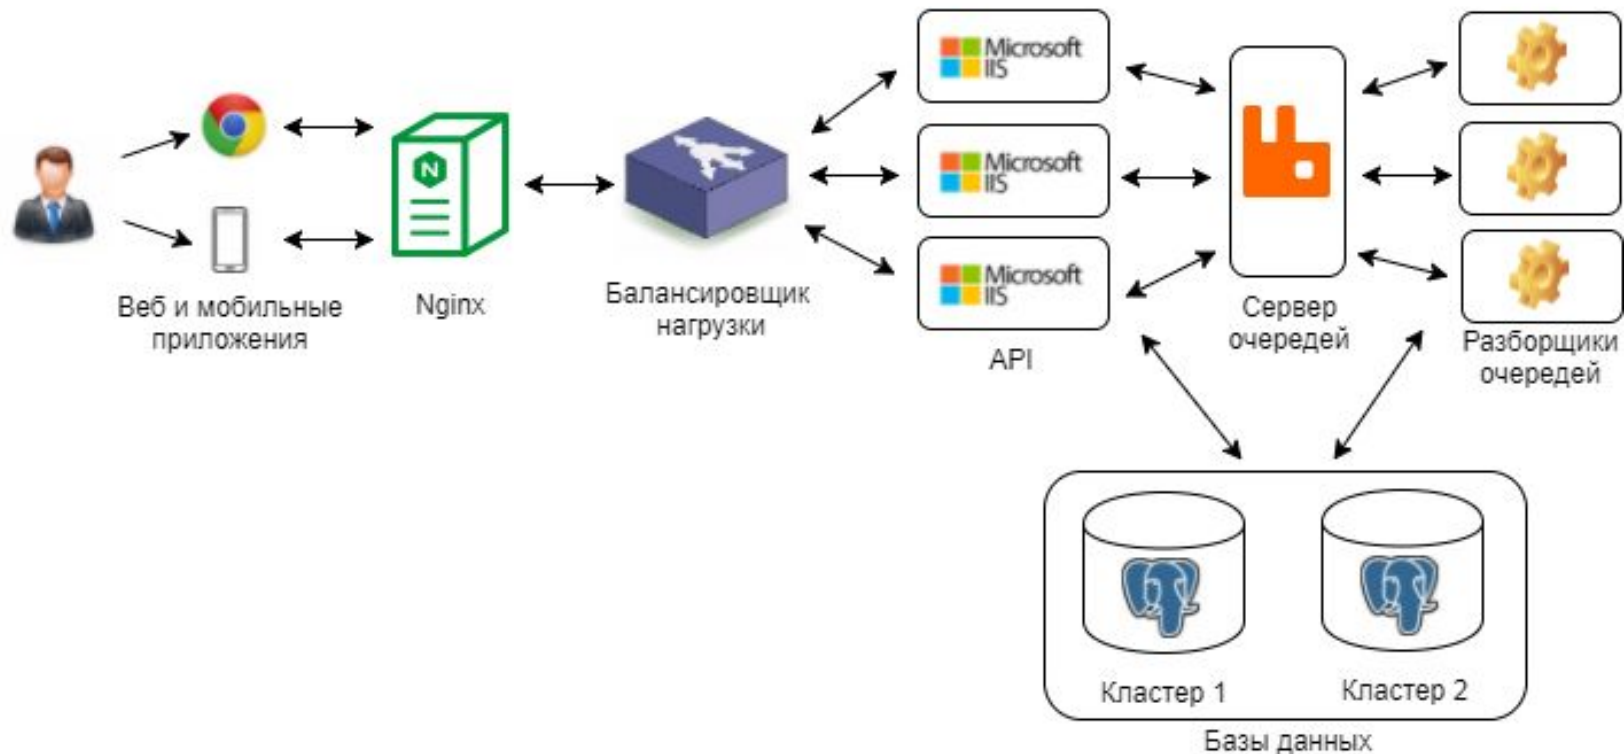 Microsoft
IIS
Microsoft
IIS
Microsoft
IIS
N
Веб и мобильные
приложения
Nginx
Балансировщик
нагрузки
API
Сервер
очередей
Разборщики
очередей
Кластер 1
Кластер 2
Базы данных